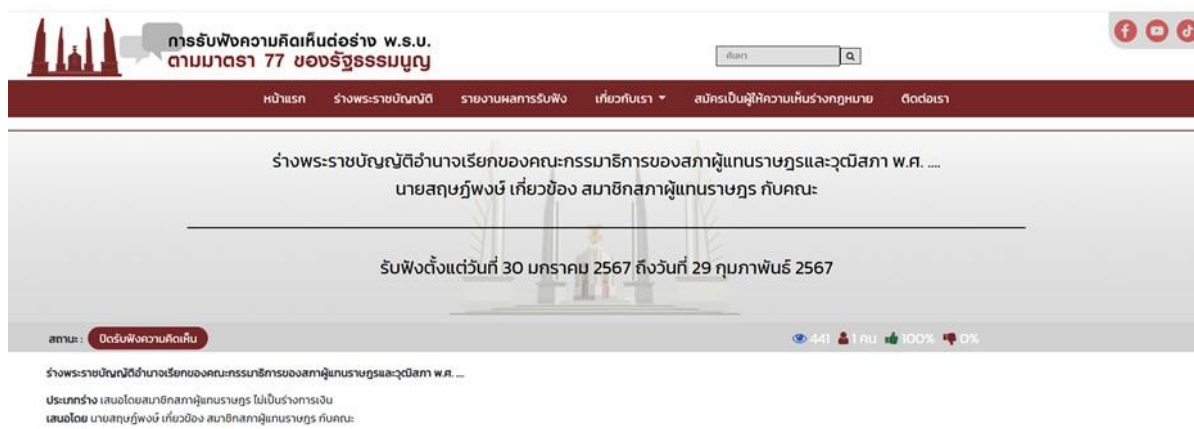 การรับฟังความคิดเห็นต่อร่าง พ.ร.บ.
ตามมาตรา 77 ของรัฐธรรมนูญ
ค้นหา
หน้าแรก ร่างพระราชบัญญัติ รายงานผลการรับฟัง เกี่ยวกับเรา สมัครเป็นผู้ให้ความเห็นร่างกฎหมาย ติดต่อเรา
ร่างพระราชบัญญัติอำนาจเรียกของคณะกรรมาธิการของสภาผู้แทนราษฎรและวุฒิสภา พ.ศ. ....
นายสฤษฎ์พงษ์ เกี่ยวข้อง สมาชิกสภาผู้แทนราษฎร กับคณะ
รับฟังตั้งแต่วันที่ 30 มกราคม 2567 ถึงวันที่ 29 กุมภาพันธ์ 2567
สถานะ : ปิดรับฟังความคิดเห็น 441 1 คน 100% 0%
ร่างพระราชบัญญัติอำนาจเรียกของคณะกรรมาธิการของสภาผู้แทนราษฎรและวุฒิสภา พ.ศ. ....
ประเภทร่าง เสนอโดยสมาชิกสภาผู้แทนราษฎร ไม่เป็นร่างการเงิน
เสนอโดย นายสฤษฎ์พงษ์ เกี่ยวข้อง สมาชิกสภาผู้แทนราษฎร กับคณะ